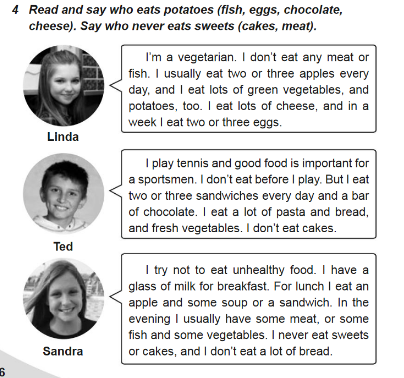 4 Read and say who eats potatoes (fish, eggs, chocolate,
cheese). Say who never eats sweets (cakes, meat).
I'm a vegetarian. I don't eat any meat or
fish. I usually eat two or three apples every
day, and I eat lots of green vegetables, and
potatoes, too. I eat lots of cheese, and in a
week I eat two or three eggs.
Linda
I play tennis and good food is important for
a sportsmen. I don't eat before I play. But I eat
two or three sandwiches every day and a bar
of chocolate. I eat a lot of pasta and bread,
and fresh vegetables. I don't eat cakes.
Ted
I try not to eat unhealthy food. I have a
glass of milk for breakfast. For lunch I eat an
apple and some soup or a sandwich. In the
evening I usually have some meat, or some
fish and some vegetables. I never eat sweets
or cakes, and I don't eat a lot of bread.
Sandra
6